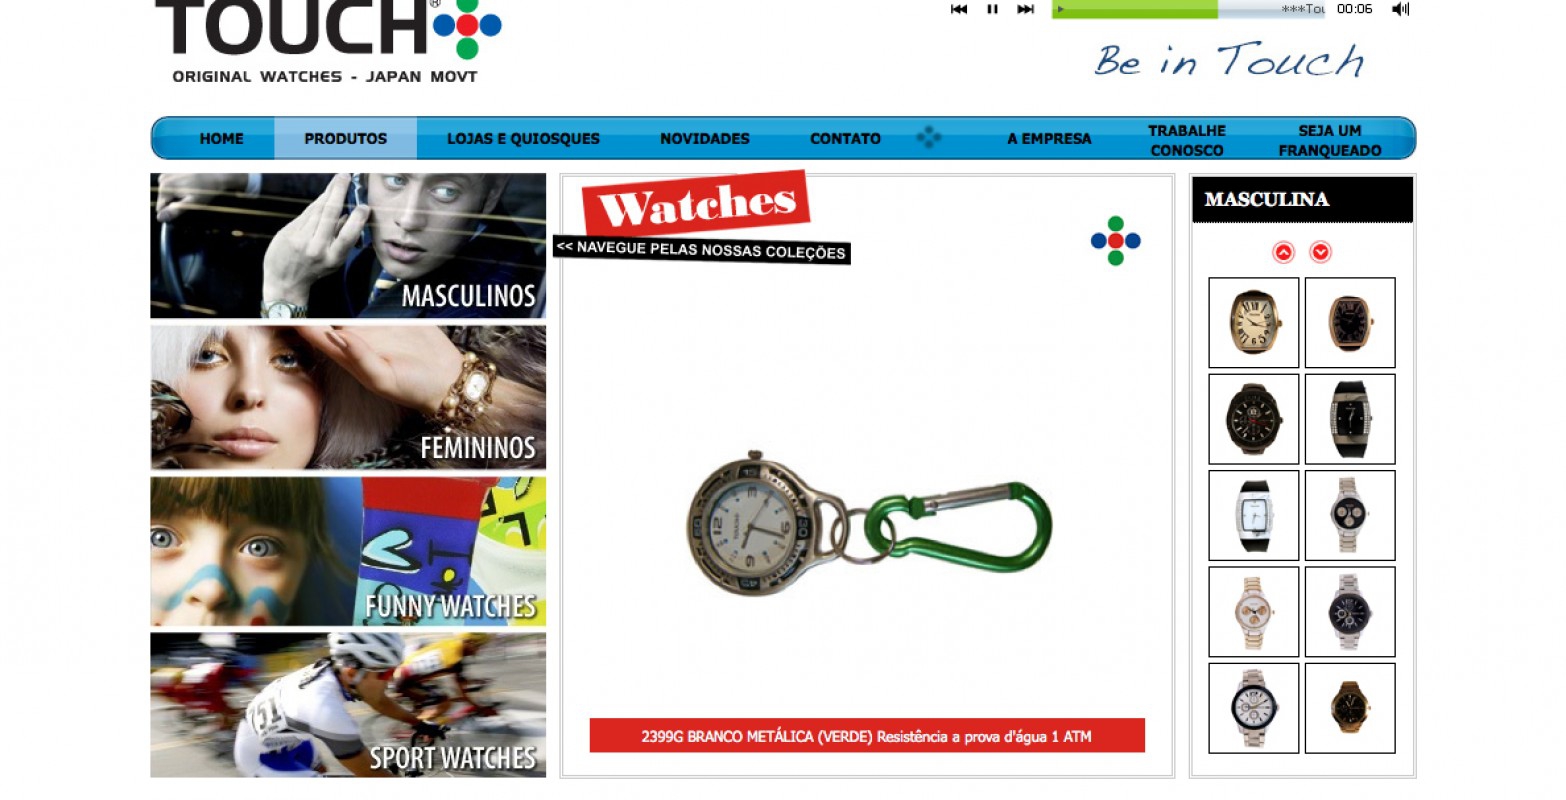 TOUCH®
***Tou
00:06
ORIGINAL WATCHES - JAPAN MOVT
Be in Touch
HOME
PRODUTOS
LOJAS E QUIOSQUES
NOVIDADES
CONTATO
A EMPRESA
TRABALHE
CONOSCO
SEJA UM
FRANQUEADO
MASCULINOS
FEMININOS
FUNNY WATCHES
751
SPORT WATCHES
Watches
<< NAVEGUE PELAS NOSSAS COLEÇÕES
2399G BRANCO METÁLICA (VERDE) Resistência a prova d'água 1 ATM
MASCULINA